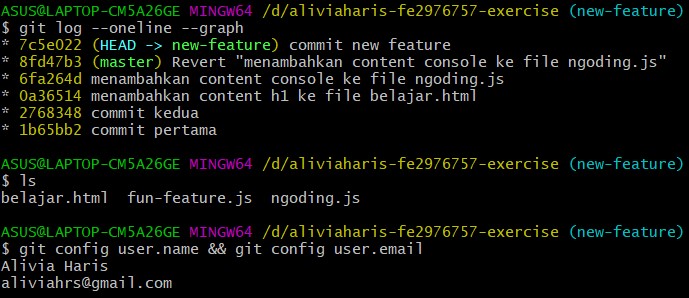 ASUS@LAPTOP-CM5A26GE MINGW64 /d/aliviaharis-fe2976757-exercise (new-feature)
$ git log --oneline --graph
* 7c5e022 (HEAD -> new-feature) commit new feature
* 8fd47b3 (master) Revert "menambahkan content console ke file ngoding.js"
* 6fa264d menambahkan content console ke file ngoding.js
* 0a36514 menambahkan content h1 ke file belajar.html
* 2768348 commit kedua
* 1b65bb2 commit pertama
ASUS@LAPTOP-CM5A26GE MINGW64 /d/aliviaharis-fe2976757-exercise (new-feature)
$ ls
belajar.html  fun-feature.js  ngoding.js
ASUS@LAPTOP-CM5A26GE MINGW64 /d/aliviaharis-fe2976757-exercise (new-feature)
$ git config user.name && git config user.email
Alivia Haris
aliviahrs@gmail.com